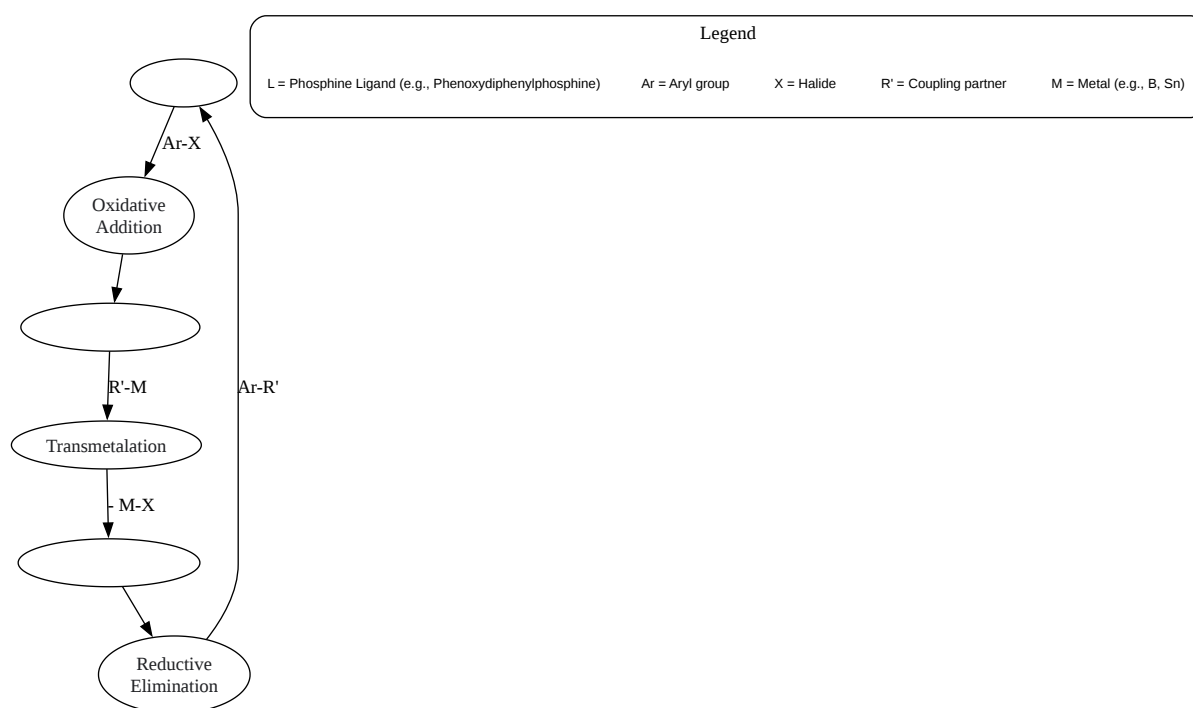 Legend
L = Phosphine Ligand (e.g., Phenoxydiphenylphosphine)
Ar = Aryl group
X = Halide
R' = Coupling partner
M = Metal (e.g., B, Sn)
Ar-X
Oxidative
Addition
R'-M
Ar-R'
Transmetalation
- M-X
Reductive
Elimination